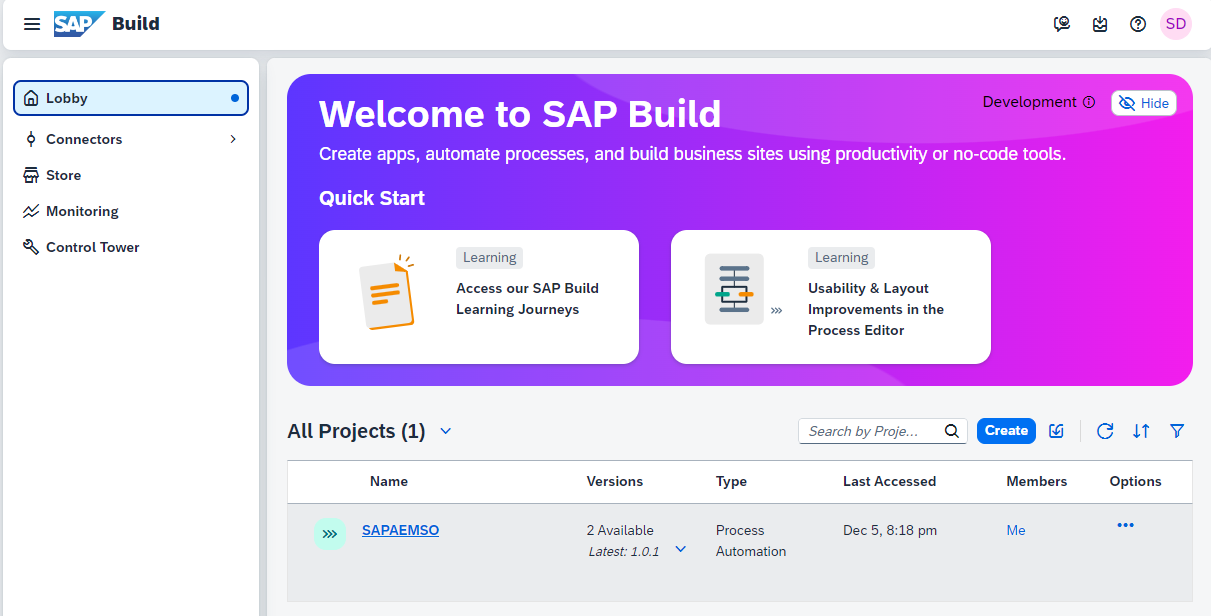 SAP Build
SD
Lobby
Connectors
Store
Monitoring
Control Tower
Welcome to SAP Build
Development
Hide
Create apps, automate processes, and build business sites using productivity or no-code tools.
Quick Start
Learning
Access our SAP Build
Learning Journeys
Learning
Usability & Layout
Improvements in the
Process Editor
All Projects (1)
Search by Proje...
Create
Name Versions Type Last Accessed Members Options
SAPAEMSO 2 Available Process Dec 5, 8:18 pm Me
Latest: 1.0.1 Automation